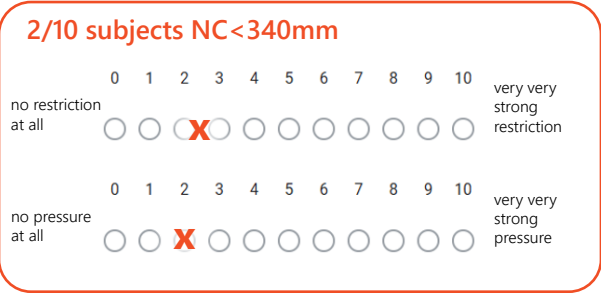 2/10 subjects NC<340mm
0 1 2 3 4 5 6 7 8 9 10
no restriction
at all
X
very very
strong
restriction
0 1 2 3 4 5 6 7 8 9 10
no pressure
at all
X
very very
strong
pressure